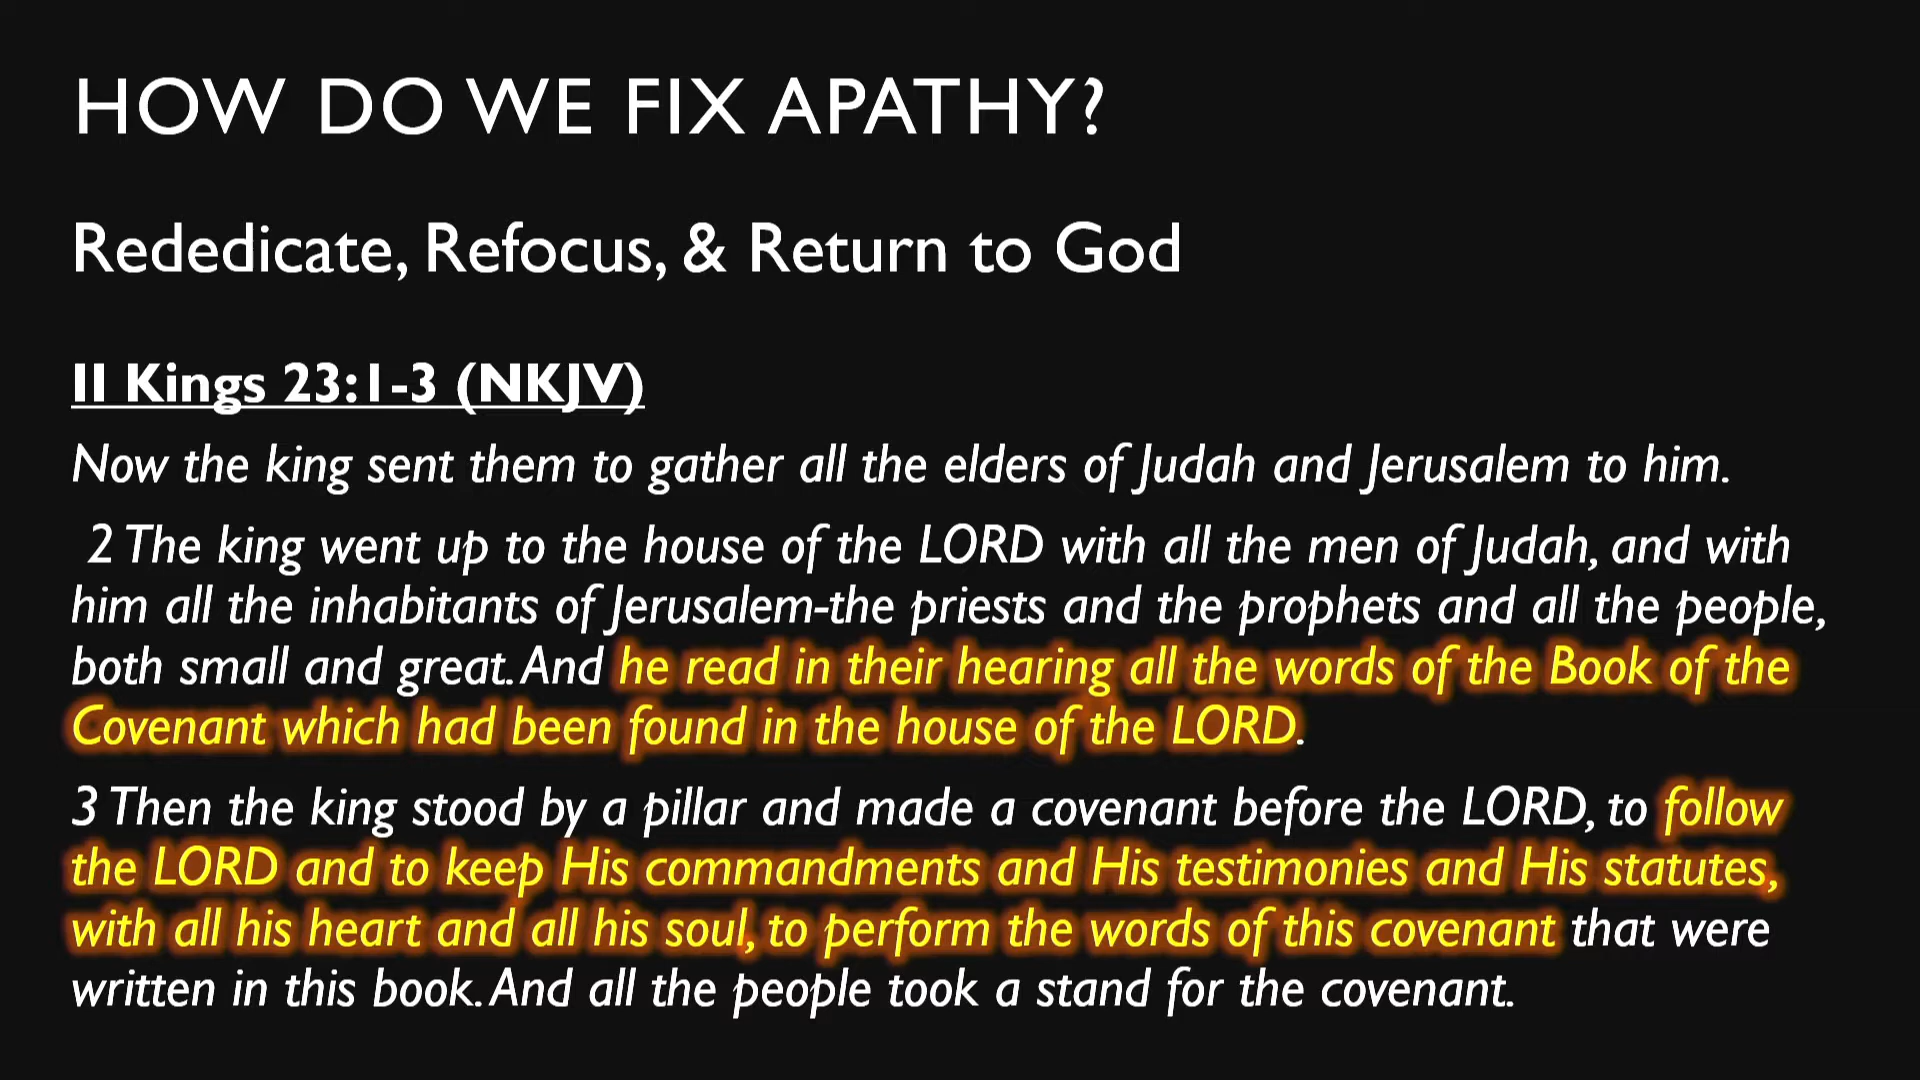 HOW DO WE FIX APATHY?
Rededicate, Refocus, & Return to God
II Kings 23:1-3 (NKJV)
Now the king sent them to gather all the elders of Judah and Jerusalem to him.
2 The king went up to the house of the LORD with all the men of Judah, and with
him all the inhabitants of Jerusalem-the priests and the prophets and all the people,
both small and great. And he read in their hearing all the words of the Book of the
Covenant which had been found in the house of the LORD.
3 Then the king stood by a pillar and made a covenant before the LORD, to follow
the LORD and to keep His commandments and His testimonies and His statutes,
with all his heart and all his soul, to perform the words of this covenant that were
written in this book. And all the people took a stand for the covenant.